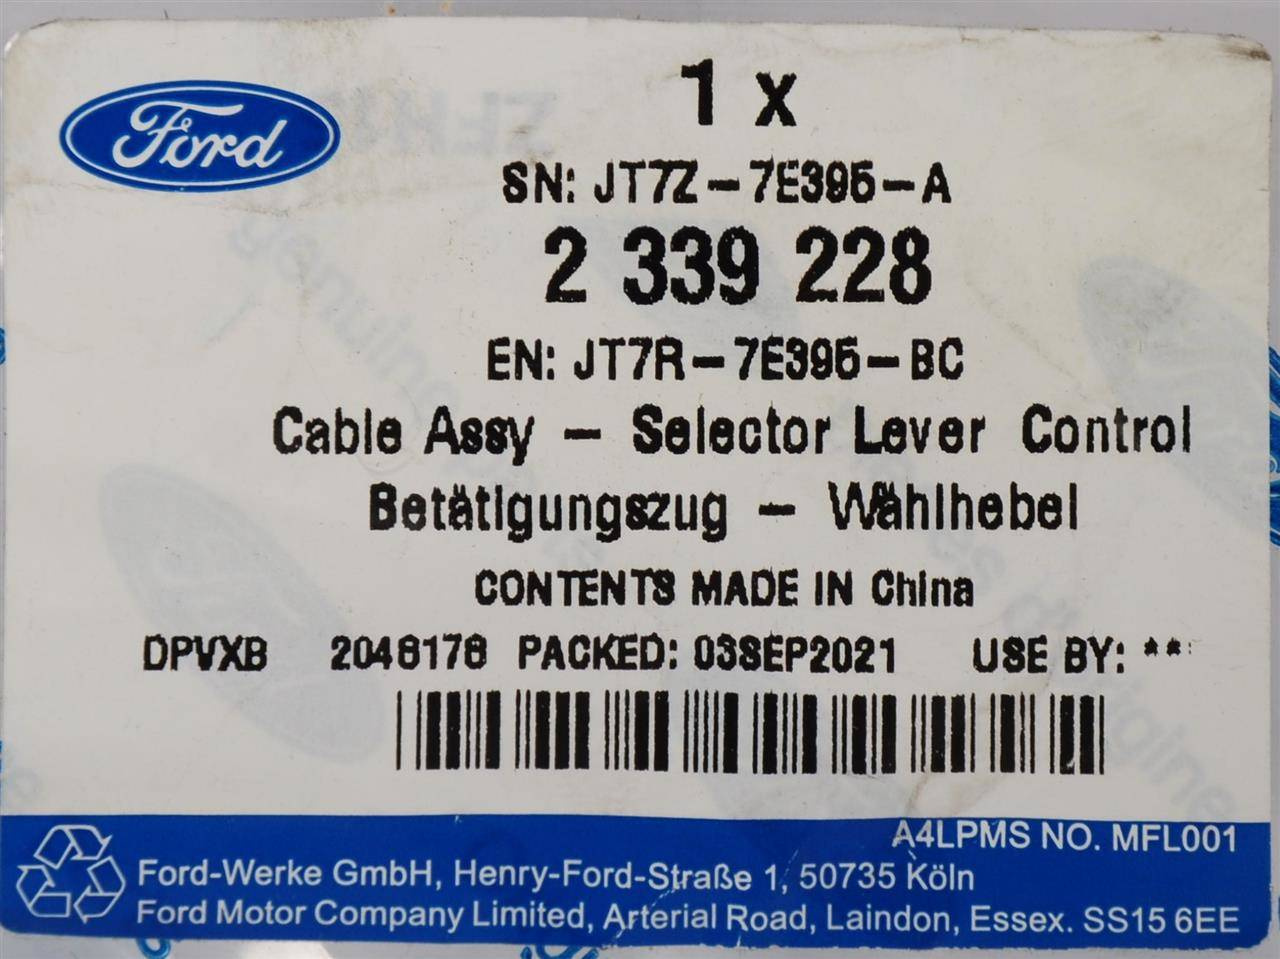 Ford
1 x
SN: JT7Z-7E395-A
2 339 228
EN: JT7R-7E395-BC
Cable Assy - Selector Lever Control
Betätigungszug - Wählhebel
CONTENTS MADE IN China
DPVXB 2048178 PACKED: 03SEP2021 USE BY: **
A4LPMS NO. MFL001
Ford-Werke GmbH, Henry-Ford-Straße 1, 50735 Köln
Ford Motor Company Limited, Arterial Road, Laindon, Essex. SS15 6EE